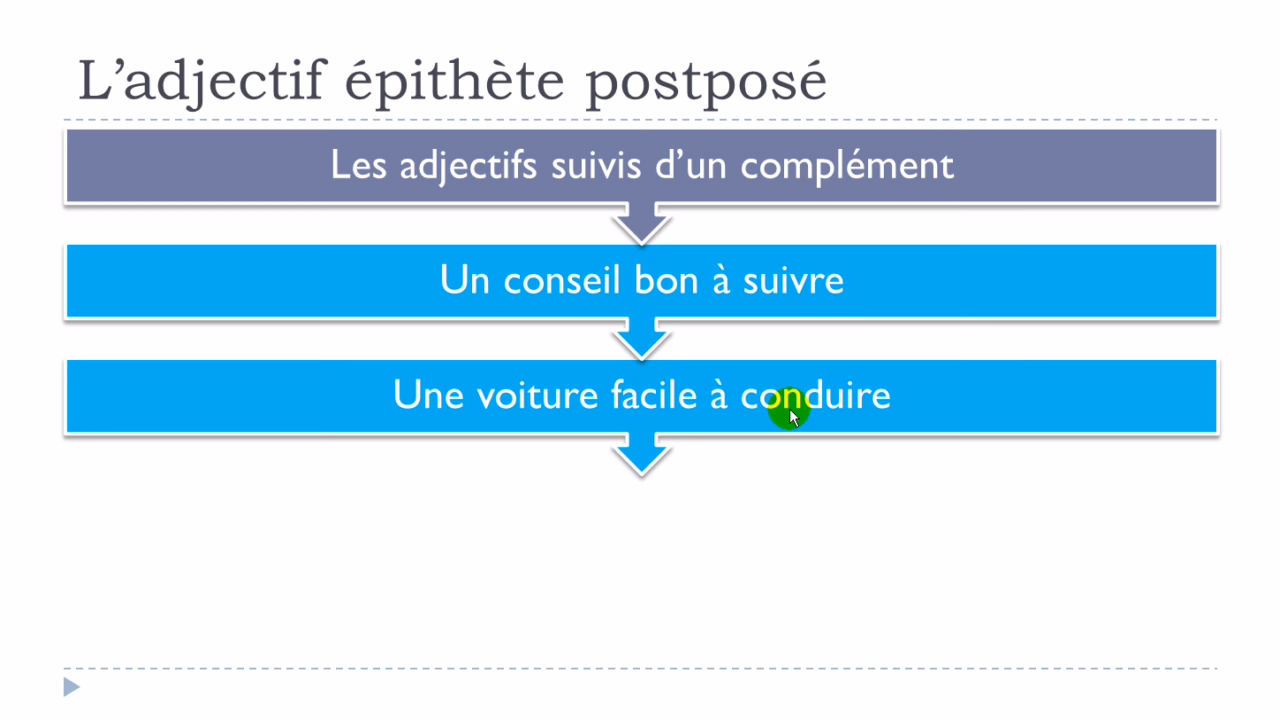 L’adjectif épithète postposé
Les adjectifs suivis d’un complément
Un conseil bon à suivre
Une voiture facile à conduire